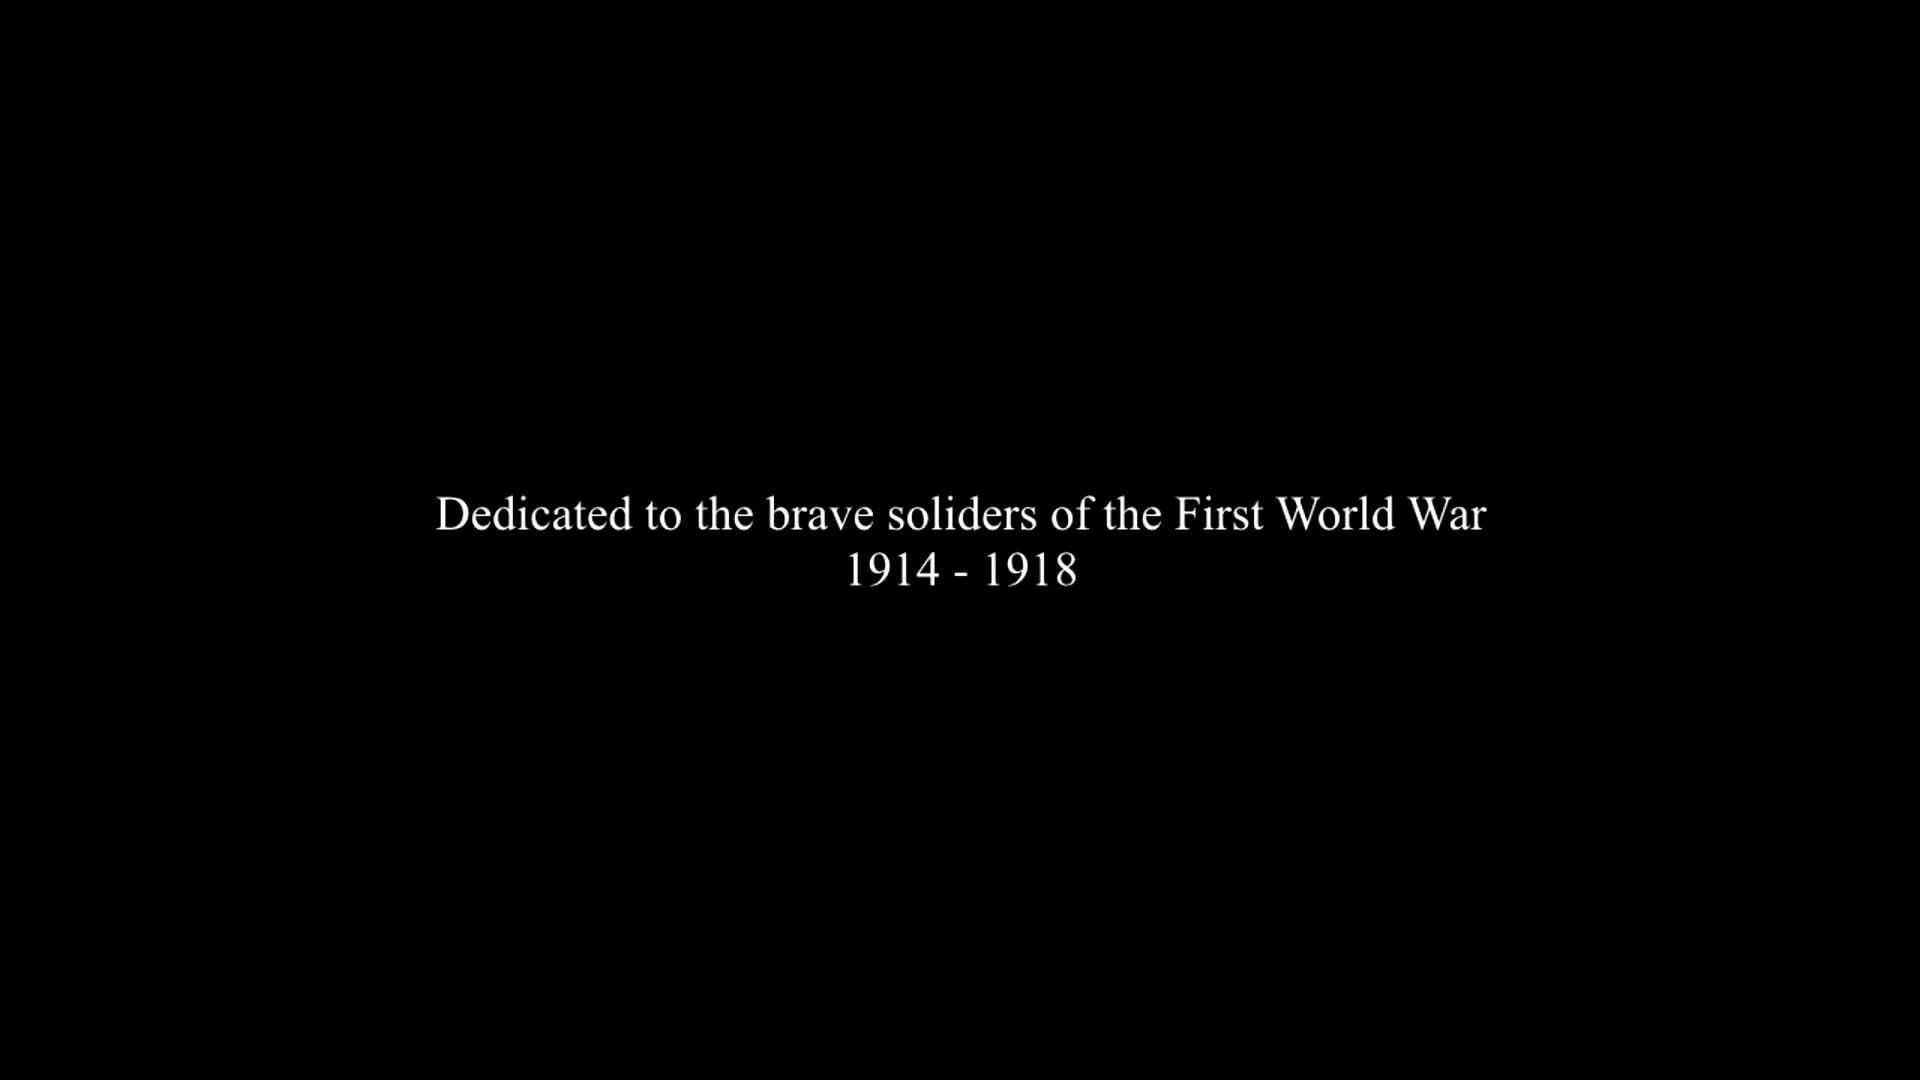 Dedicated to the brave soliders of the First World War
1914 - 1918